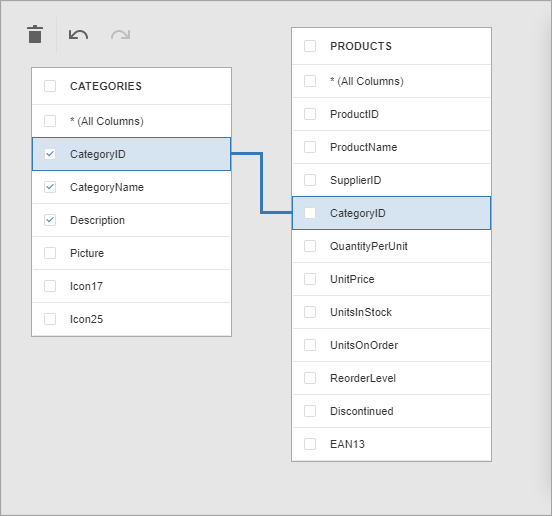 CATEGORIES
* (All Columns)
CategoryID
CategoryName
Description
Picture
Icon17
Icon25
PRODUCTS
* (All Columns)
ProductID
ProductName
SupplierID
CategoryID
QuantityPerUnit
UnitPrice
UnitsInStock
UnitsOnOrder
ReorderLevel
Discontinued
EAN13